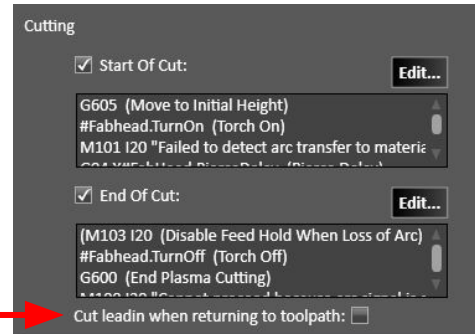 Cutting
Start Of Cut:
Edit...
G605 (Move to Initial Height)
#Fabhead.TurnOn (Torch On)
M101 I20 "Failed to detect arc transfer to materia
End Of Cut:
Edit...
(M103 I20 (Disable Feed Hold When Loss of Arc)
#Fabhead.TurnOff (Torch Off)
G600 (End Plasma Cutting)
Cut leadin when returning to toolpath: